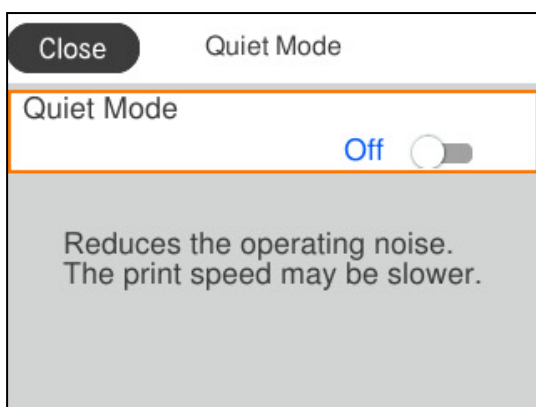 Close
Quiet Mode
Quiet Mode
Off
Reduces the operating noise.
The print speed may be slower.